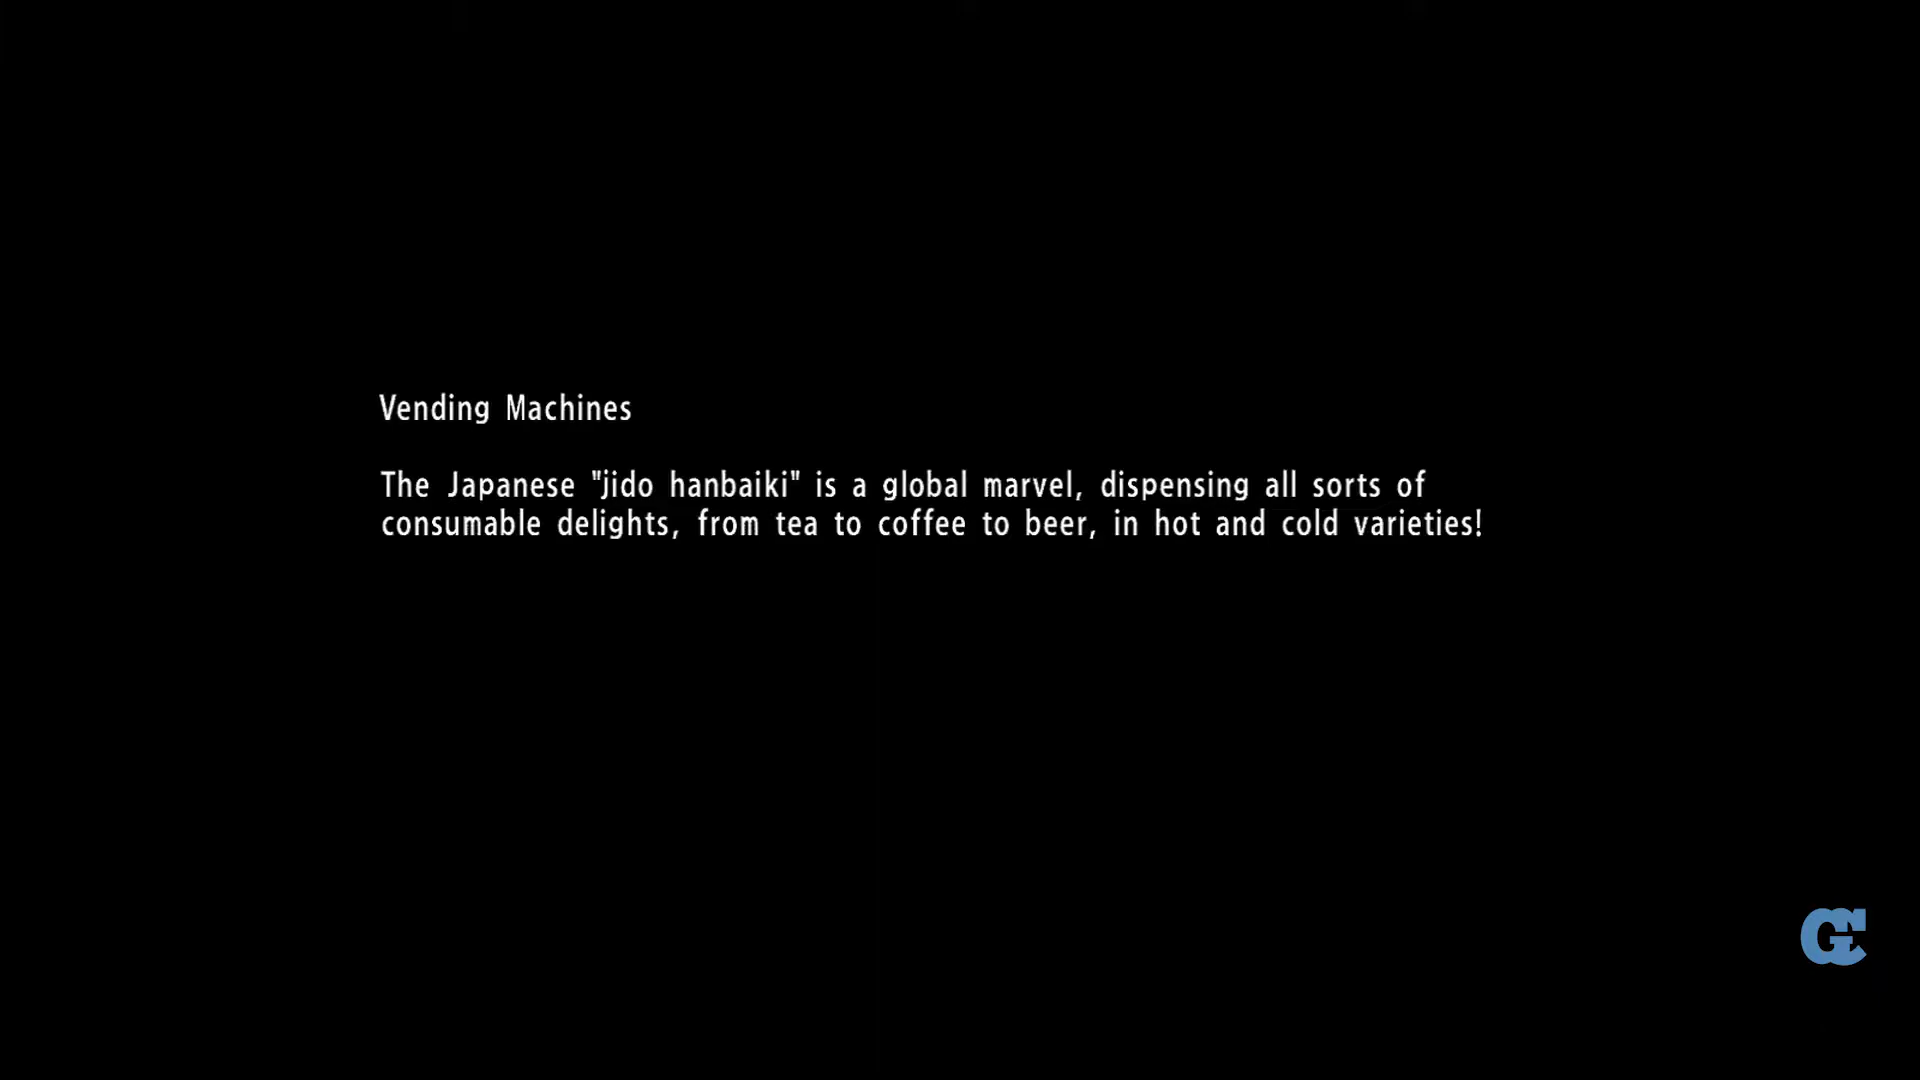 Vending Machines
The Japanese "jido hanbaiki" is a global marvel, dispensing all sorts of
consumable delights, from tea to coffee to beer, in hot and cold varieties!
GC